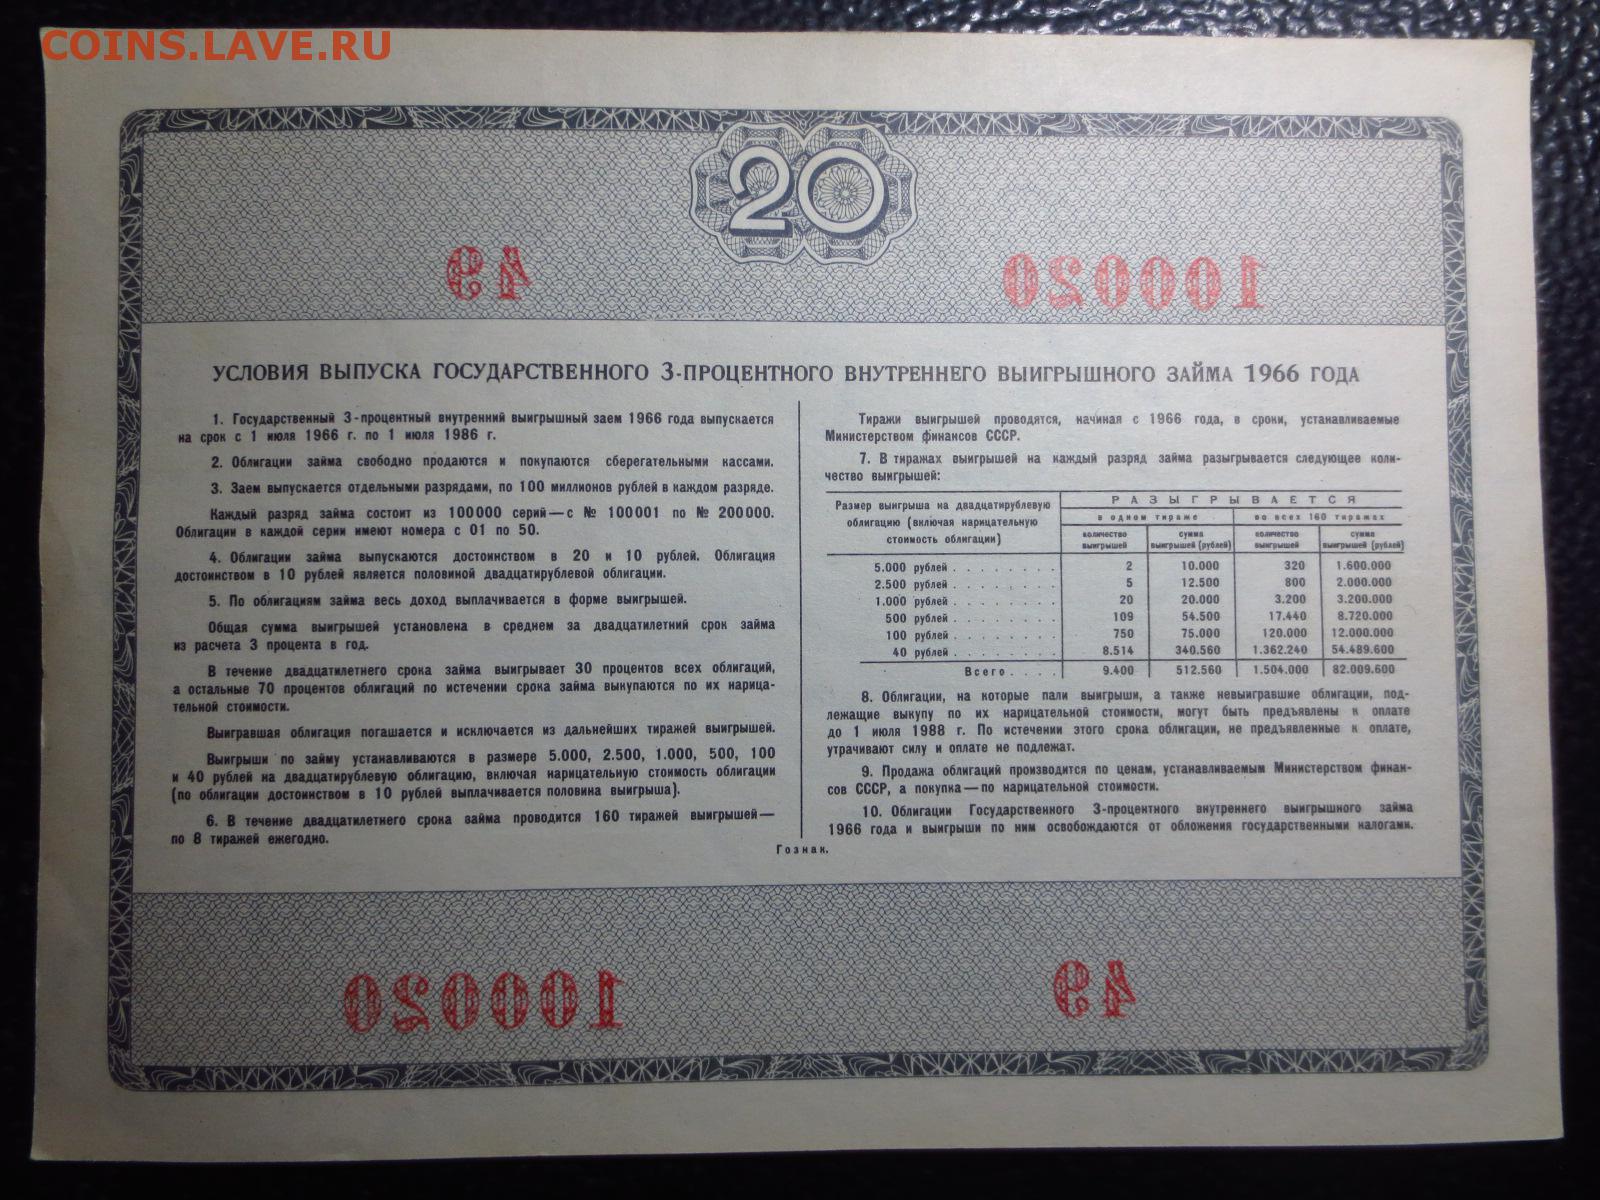 COINS.LAVE.RU
20
49
100020
УСЛОВИЯ ВЫПУСКА ГОСУДАРСТВЕННОГО 3-ПРОЦЕНТНОГО ВНУТРЕННЕГО ВЫИГРЫШНОГО ЗАЙМА 1966 ГОДА
1. Государственный 3-процентный внутренний выигрышный заем 1966 года выпускается
на срок с 1 июля 1966 г. по 1 июля 1986 г.
2. Облигации займа свободно продаются и покупаются сберегательными кассами.
3. Заем выпускается отдельными разрядами, по 100 миллионов рублей в каждом разряде.
Каждый разряд займа состоит из 100000 серий—с № 100001 по № 200000.
Облигации в каждой серии имеют номера с 01 по 50.
4. Облигации займа выпускаются достоинством в 20 и 10 рублей. Облигация
достоинством в 10 рублей является половиной двадцатирублевой облигации.
5. По облигациям займа весь доход выплачивается в форме выигрышей.
Общая сумма выигрышей установлена в среднем за двадцатилетний срок займа
из расчета 3 процента в год.
В течение двадцатилетнего срока займа выигрывает 30 процентов всех облигаций,
а остальные 70 процентов облигаций по истечении срока займа выкупаются по их нарица-
тельной стоимости.
Выигравшая облигация погашается и исключается из дальнейших тиражей выигрышей.
Выигрыши по займу устанавливаются в размере 5.000, 2.500, 1.000, 500, 100
и 40 рублей на двадцатирублевую облигацию, включая нарицательную стоимость облигации
(по облигации достоинством в 10 рублей выплачивается половина выигрыша).
6. В течение двадцатилетнего срока займа проводится 160 тиражей выигрышей—
по 8 тиражей ежегодно.
Тиражи выигрышей проводятся, начиная с 1966 года, в сроки, устанавливаемые
Министерством финансов СССР.
7. В тиражах выигрышей на каждый разряд займа разыгрывается следующее коли-
чество выигрышей:
Размер выигрыша на двадцатирублевую
облигацию (включая нарицательную
стоимость облигации)
РАЗЫГРЫВАЕТСЯ
в одном тираже во всех 160 тиражах
количество выигрышей сумма выигрышей (рублей) количество выигрышей сумма выигрышей (рублей)
5.000 рублей . . . . . . . . 2 10.000 320 1.600.000
2.500 рублей . . . . . . . . 5 12.500 800 2.000.000
1.000 рублей . . . . . . . . 20 20.000 3.200 3.200.000
500 рублей . . . . . . . . 109 54.500 17.440 8.720.000
100 рублей . . . . . . . . 750 75.000 120.000 12.000.000
40 рублей . . . . . . . . 8.514 340.560 1.362.240 54.489.600
Всего . . . . 9.400 512.560 1.504.000 82.009.600
8. Облигации, на которые пали выигрыши, а также невыигравшие облигации, под-
лежащие выкупу по их нарицательной стоимости, могут быть предъявлены к оплате
до 1 июля 1988 г. По истечении этого срока облигации, не предъявленные к оплате,
утрачивают силу и оплате не подлежат.
9. Продажа облигаций производится по ценам, устанавливаемым Министерством финан-
сов СССР, а покупка—по нарицательной стоимости.
10. Облигации Государственного 3-процентного внутреннего выигрышного займа
1966 года и выигрыши по ним освобождаются от обложения государственными налогами.
Гознак.
100020
49